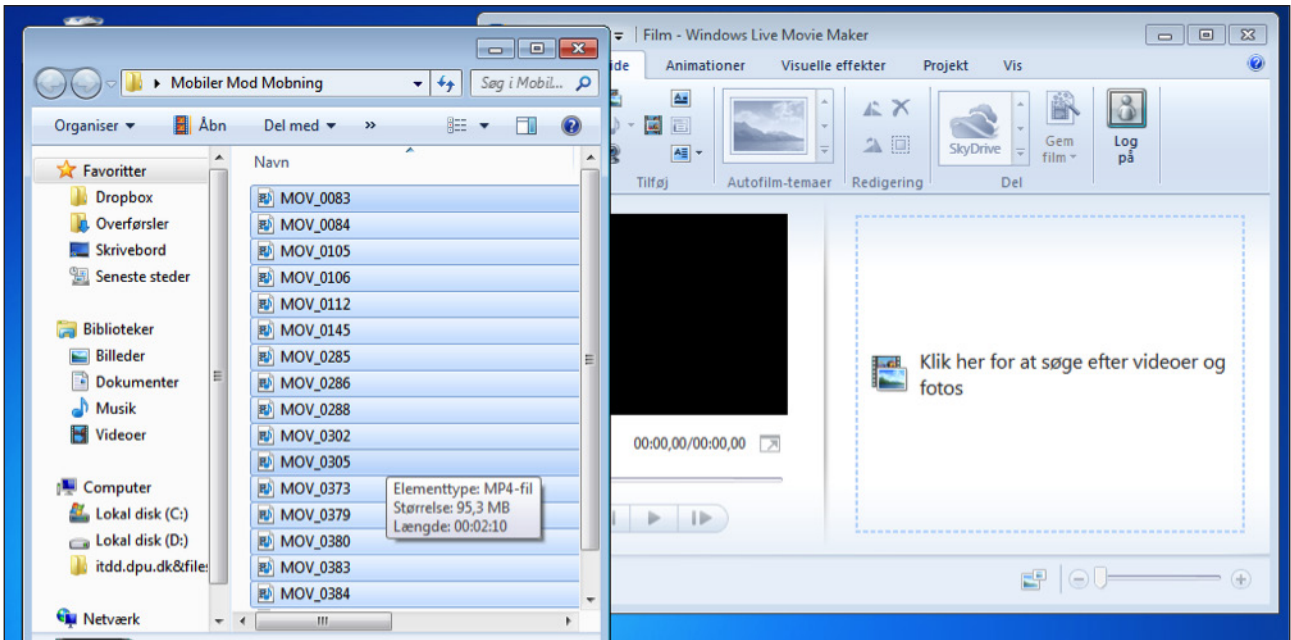 Mobiler Mod Mobning
Søg i Mobil...
Organiser
Åbn
Del med
»
Favoritter
Dropbox
Overførsler
Skrivebord
Seneste steder
Biblioteker
Billeder
Dokumenter
Musik
Videoer
Computer
Lokal disk (C:)
Lokal disk (D:)
itdd.dpu.dk&file:
Netværk
Navn
MOV_0083
MOV_0084
MOV_0105
MOV_0106
MOV_0112
MOV_0145
MOV_0285
MOV_0286
MOV_0288
MOV_0302
MOV_0305
MOV_0373
MOV_0379
MOV_0380
MOV_0383
MOV_0384
Elementtype: MP4-fil
Størrelse: 95,3 MB
Længde: 00:02:10
Film - Windows Live Movie Maker
ide
Animationer
Visuelle effekter
Projekt
Vis
Tilføj
Autofilm-temaer
Redigering
SkyDrive
Gem
film
Del
Log
på
00:00,00/00:00,00
Klik her for at søge efter videoer og
fotos